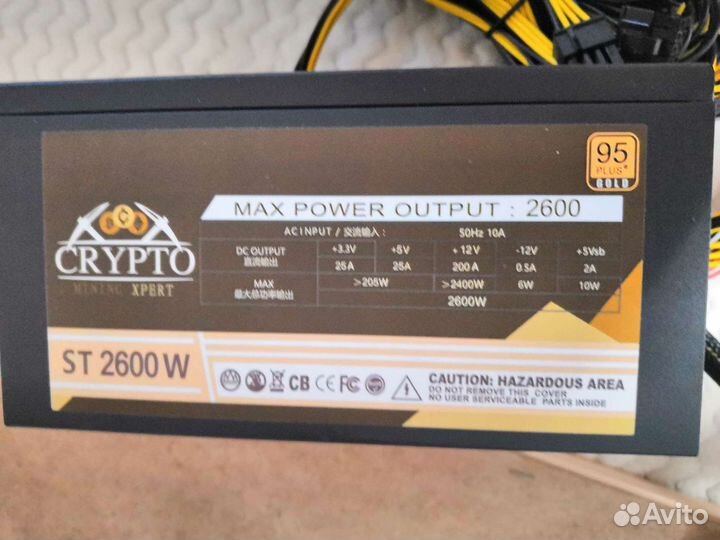 95
PLUS
GOLD
MAX POWER OUTPUT : 2600
AC INPUT / 交流输入 : 50Hz 10A
DC OUTPUT +3.3V +5V +12V -12V +5Vsb
直流输出 25A 25A 200A 0.5A 2A
MAX >205W >2400W 6W 10W
最大总功率输出 2600W
CRYPTO
MINING XPERT
ST 2600W
CB CE FC
CAUTION: HAZARDOUS AREA
DO NOT REMOVE THIS COVER
NO USER SERVICEABLE PARTS INSIDE
Avito